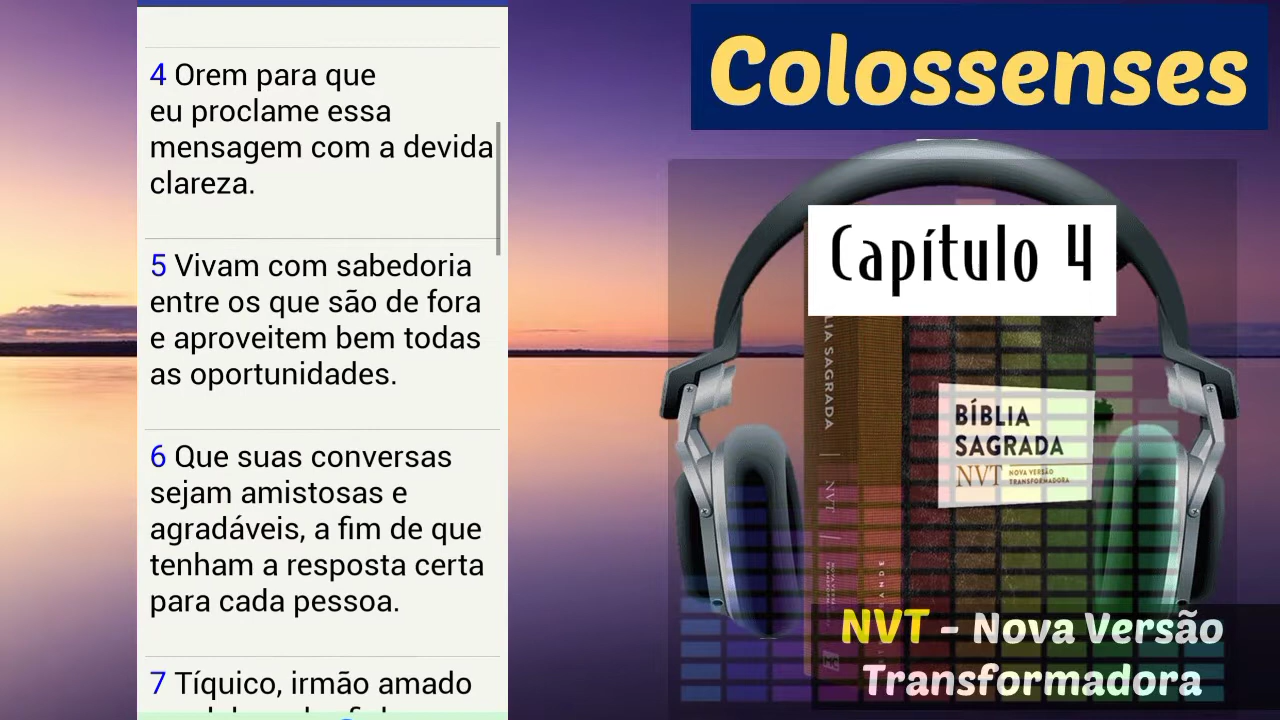 4 Orem para que
eu proclame essa
mensagem com a devida
clareza.
5 Vivam com sabedoria
entre os que são de fora
e aproveitem bem todas
as oportunidades.
6 Que suas conversas
sejam amistosas e
agradáveis, a fim de que
tenham a resposta certa
para cada pessoa.
7 Tíquico, irmão amado
Colossenses
Capítulo 4
LIA SAGRADA
NVT
BÍBLIA
SAGRADA
NVT NOVA VERSÃO
TRANSFORMADORA
NVT - Nova Versão
Transformadora